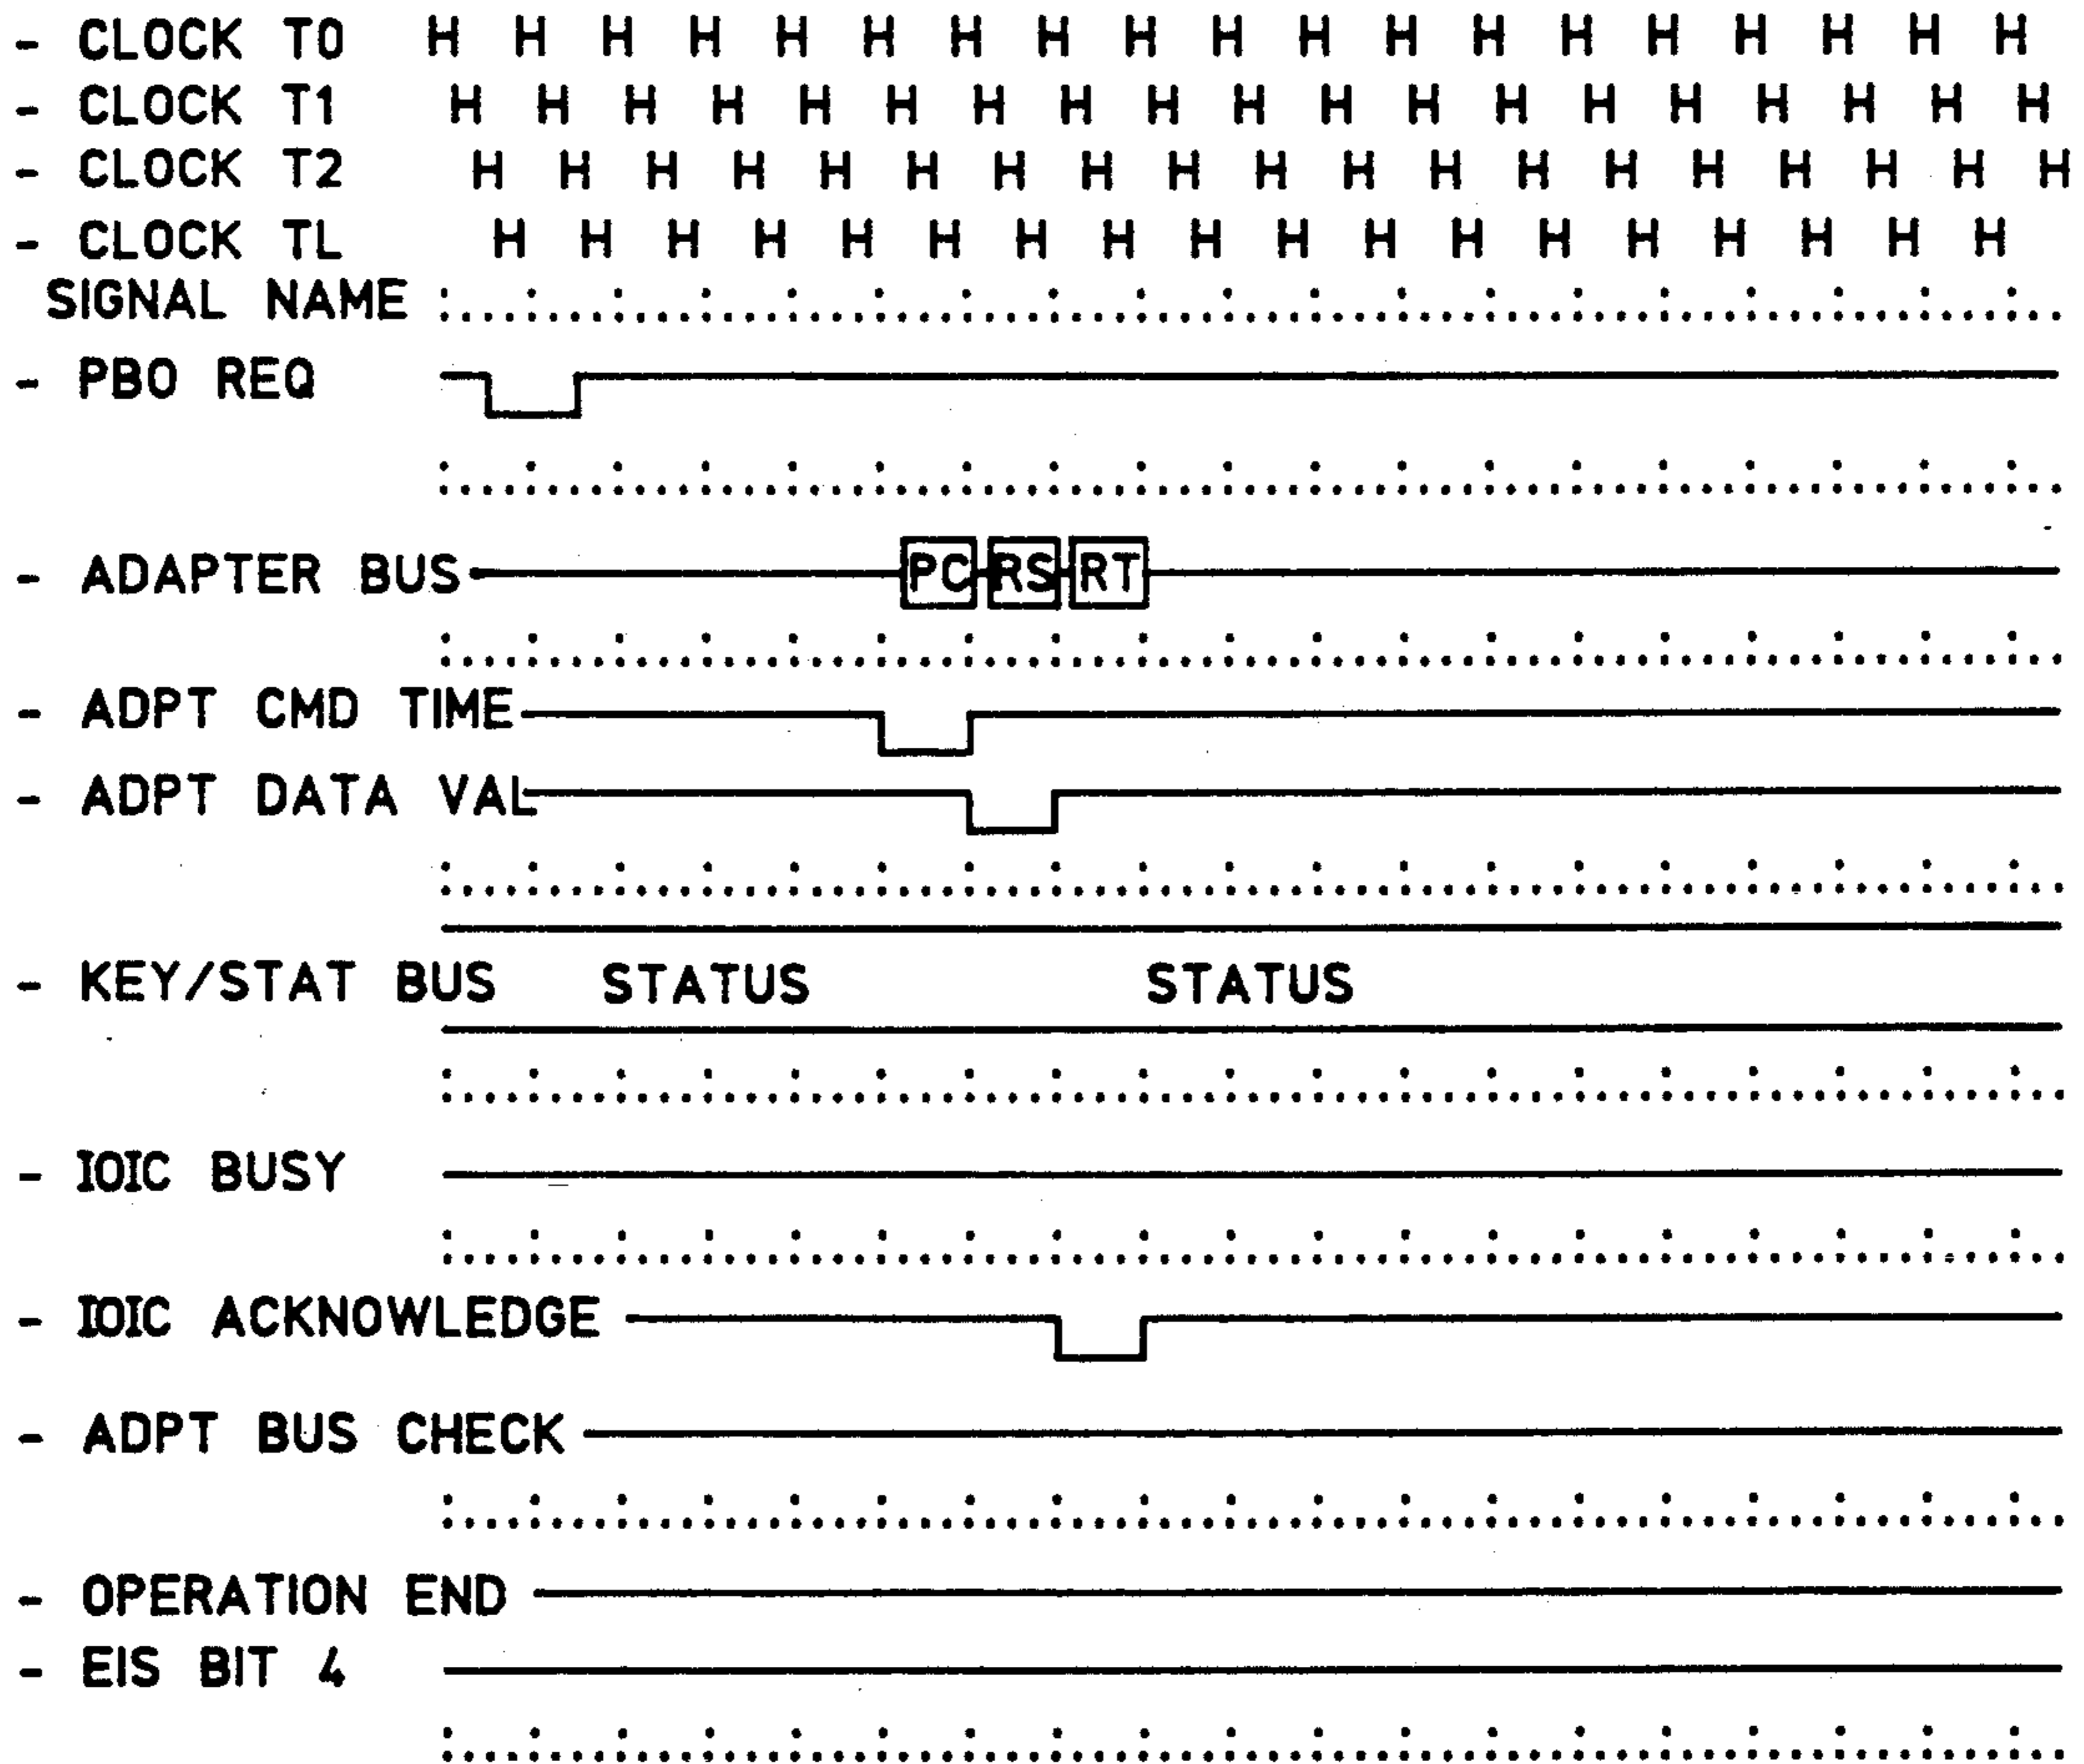 - CLOCK T0 H H H H H H H H H H H H H H H H H H H
- CLOCK T1 H H H H H H H H H H H H H H H H H H H
- CLOCK T2 H H H H H H H H H H H H H H H H H H H
- CLOCK TL H H H H H H H H H H H H H H H H H H
SIGNAL NAME
- PBO REQ
- ADAPTER BUS PC RS RT
- ADPT CMD TIME
- ADPT DATA VAL
- KEY/STAT BUS STATUS STATUS
- IOIC BUSY
- IOIC ACKNOWLEDGE
- ADPT BUS CHECK
- OPERATION END
- EIS BIT 4